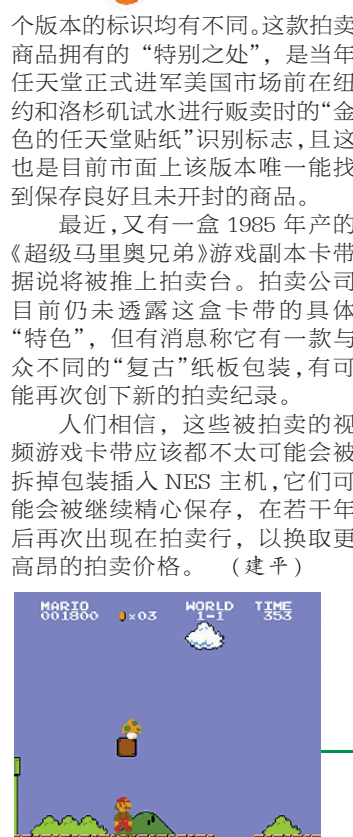 个版本的标识均有不同。这款拍卖
商品拥有的“特别之处”，是当年
任天堂正式进军美国市场前在纽
约和洛杉矶试水进行贩卖时的“金
色的任天堂贴纸”识别标志，且这
也是目前市面上该版本唯一能找
到保存良好且未开封的商品。
最近，又有一盒 1985 年产的
《超级马里奥兄弟》游戏副本卡带
据说将被推上拍卖台。拍卖公司
目前仍未透露这盒卡带的具体
“特色”，但有消息称它有一款与
众不同的“复古”纸板包装，有可
能再次创下新的拍卖纪录。
人们相信，这些被拍卖的视
频游戏卡带应该都不太可能会被
拆掉包装插入 NES 主机，它们可
能会被继续精心保存，在若干年
后再次出现在拍卖行，以换取更
高昂的拍卖价格。 （建平）
MARIO WORLD TIME
001800 ×03 1-1 353